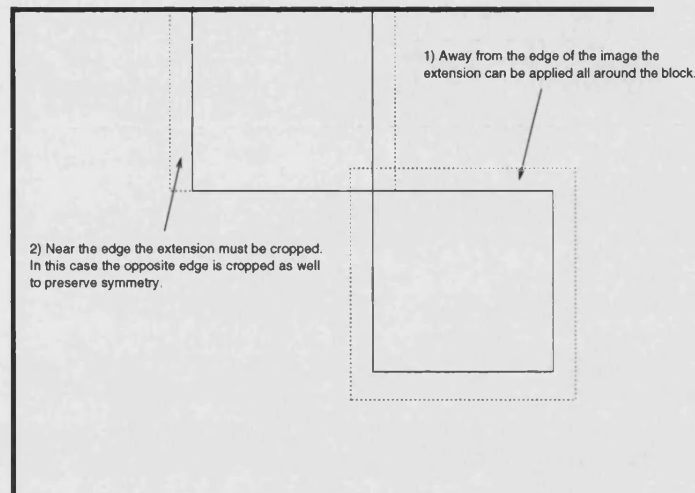 1) Away from the edge of the image the
extension can be applied all around the block.
2) Near the edge the extension must be cropped.
In this case the opposite edge is cropped as well
to preserve symmetry.